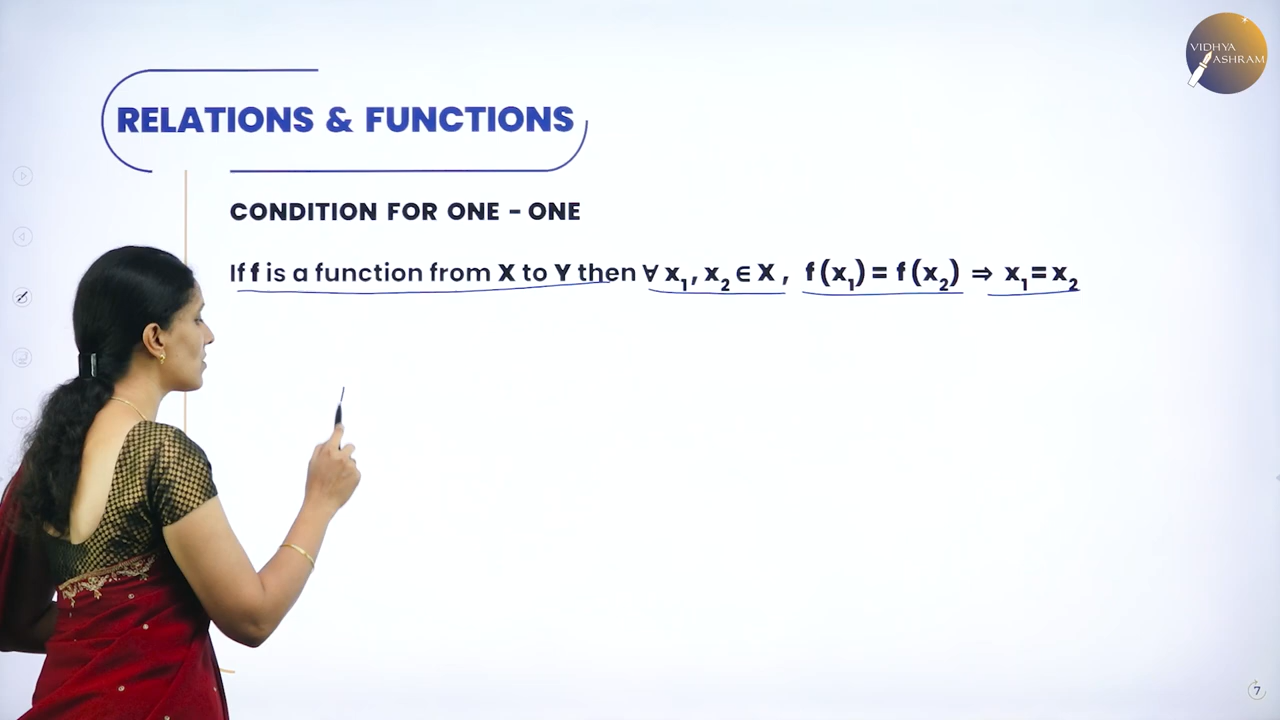 VIDHYA
ASHRAM
RELATIONS & FUNCTIONS
CONDITION FOR ONE - ONE
If f is a function from X to Y then ∀ x₁, x₂ ∈ X, f(x₁) = f(x₂) ⇒ x₁ = x₂
7